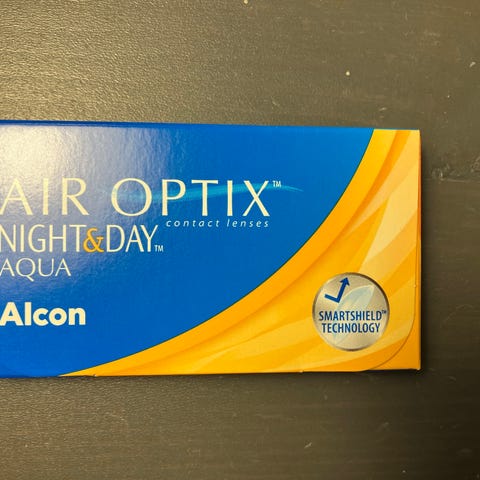 AIR OPTIX™
contact lenses
NIGHT&DAY™
AQUA
Alcon
SMARTSHIELD™
TECHNOLOGY